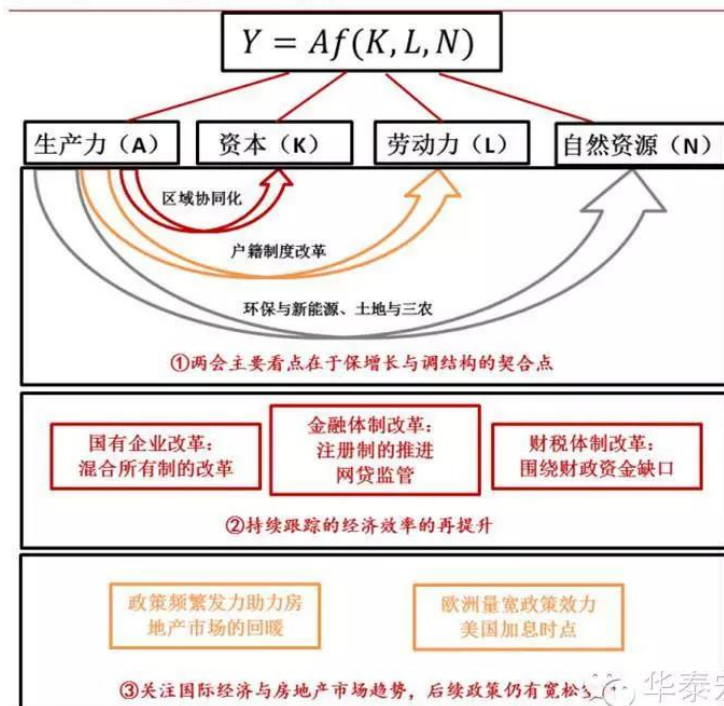 Y = Af(K, L, N)
生产力（A）
资本（K）
劳动力（L）
自然资源（N）
区域协同化
户籍制度改革
环保与新能源、土地与三农
①两会主要看点在于保增长与调结构的契合点
国有企业改革：
混合所有制的改革
金融体制改革：
注册制的推进
网贷监管
财税体制改革：
围绕财政资金缺口
②持续跟踪的经济效率的再提升
政策频繁发力助力房
地产市场的回暖
欧洲量宽政策效力
美国加息时点
③关注国际经济与房地产市场趋势，后续政策仍有宽松
华泰